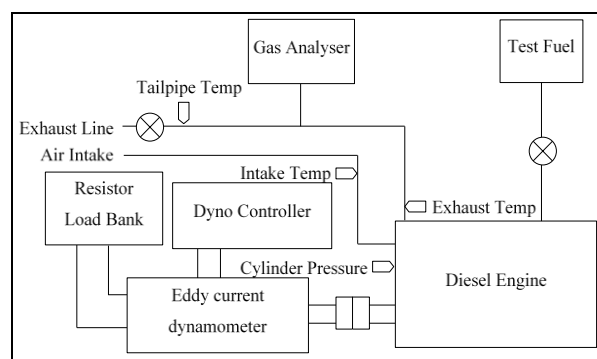 Gas Analyser
Test Fuel
Tailpipe Temp
Exhaust Line
Air Intake
Intake Temp
Resistor
Load Bank
Dyno Controller
Exhaust Temp
Cylinder Pressure
Diesel Engine
Eddy current
dynamometer